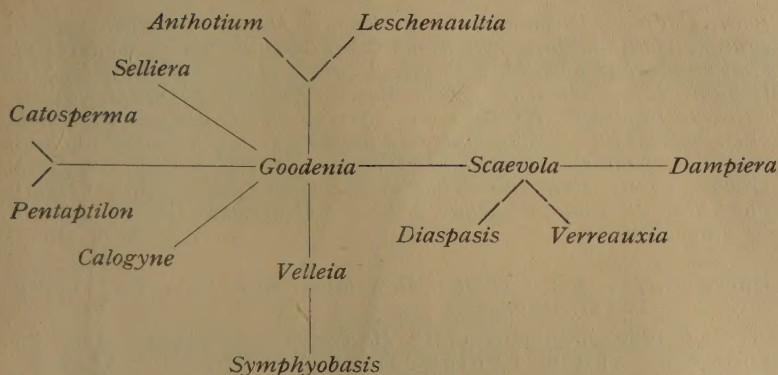 Anthotium Leschenaultia
Selliera
Catosperma
Goodenia Scaevola Dampiera
Pentaptilon
Diaspasis Verreauxia
Calogyne
Velleia
Symphyobasis